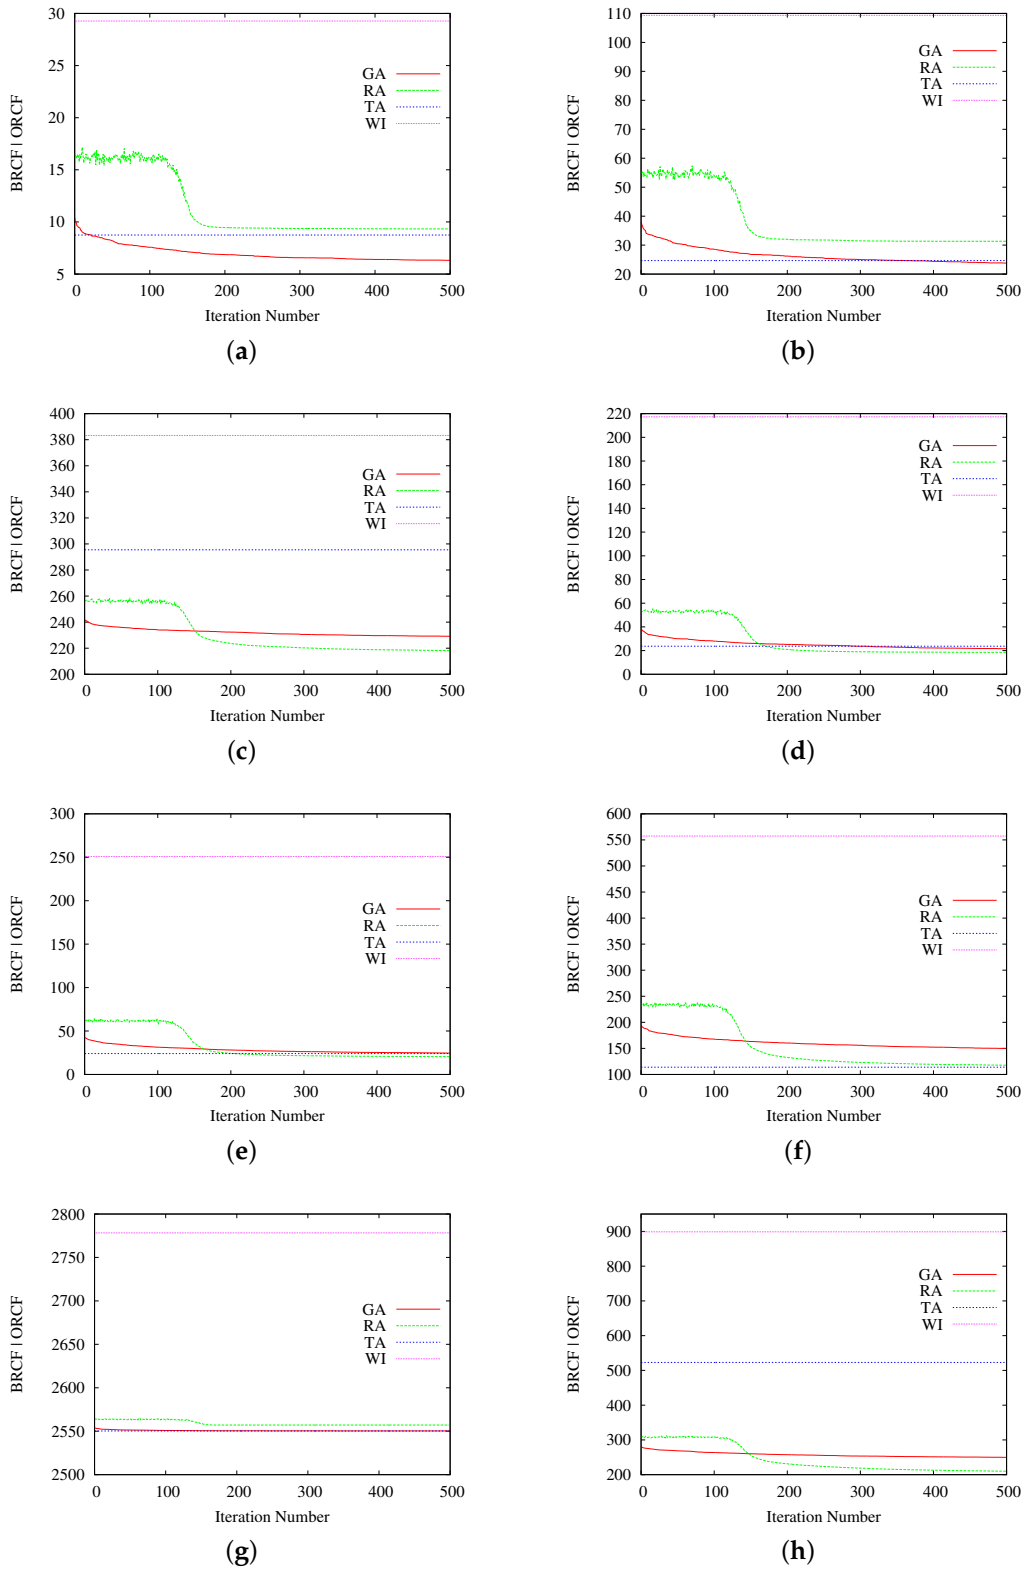 30
25
20
15
10
5
BRCF | ORCF
GA
RA
TA
WI
0 100 200 300 400 500
Iteration Number
(a)
110
100
90
80
70
60
50
40
30
20
BRCF | ORCF
GA
RA
TA
WI
0 100 200 300 400 500
Iteration Number
(b)
400
380
360
340
320
300
280
260
240
220
200
BRCF | ORCF
GA
RA
TA
WI
0 100 200 300 400 500
Iteration Number
(c)
220
200
180
160
140
120
100
80
60
40
20
0
BRCF | ORCF
GA
RA
TA
WI
0 100 200 300 400 500
Iteration Number
(d)
300
250
200
150
100
50
0
BRCF | ORCF
GA
RA
TA
WI
0 100 200 300 400 500
Iteration Number
(e)
600
550
500
450
400
350
300
250
200
150
100
BRCF | ORCF
GA
RA
TA
WI
0 100 200 300 400 500
Iteration Number
(f)
2800
2750
2700
2650
2600
2550
2500
BRCF | ORCF
GA
RA
TA
WI
0 100 200 300 400 500
Iteration Number
(g)
900
800
700
600
500
400
300
200
BRCF | ORCF
GA
RA
TA
WI
0 100 200 300 400 500
Iteration Number
(h)